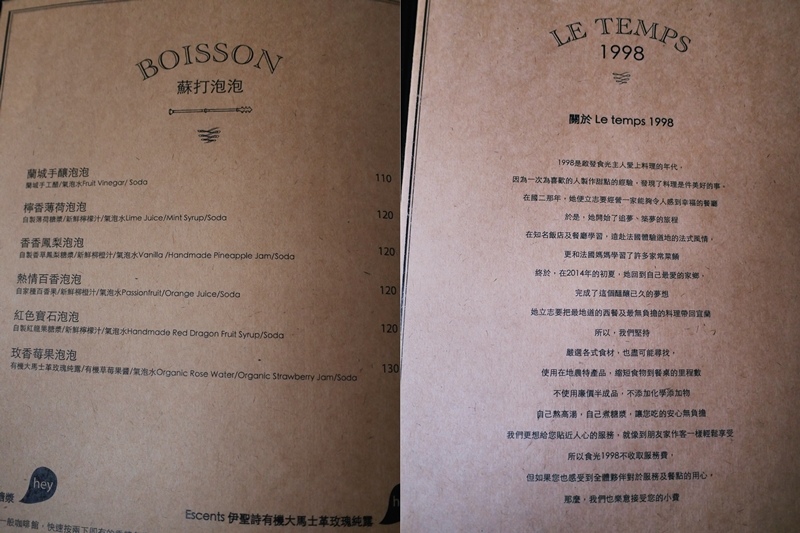 BOISSON
蘇打泡泡
蘭城手釀泡泡
蘭城手工醋/氣泡水Fruit Vinegar/ Soda
110
檸香薄荷泡泡
自製薄荷糖漿/新鮮檸檬汁/氣泡水Lime Juice/Mint Syrup/Soda
120
香香鳳梨泡泡
自製香草鳳梨糖漿/新鮮柳橙汁/氣泡水Vanilla /Handmade Pineapple Jam/Soda
120
熱情百香泡泡
自家種百香果/新鮮柳橙汁/氣泡水Passionfruit/Orange Juice/Soda
120
紅色寶石泡泡
自製紅龍果糖漿/新鮮檸檬汁/氣泡水Handmade Red Dragon Fruit Syrup/Soda
120
玫香莓果泡泡
有機大馬士革玫瑰純露/有機草莓果醬/氣泡水Organic Rose Water/Organic Strawberry Jam/Soda
130
hey
Escents 伊聖詩有機大馬士革玫瑰純露
LE TEMPS
1998
關於 Le temps 1998
1998是啟發食光主人愛上料理的年代，
因為一次為喜歡的人製作甜點的經驗，發現了料理是件美好的事，
在國二那年，她便立志要經營一家能夠令人感到幸福的餐廳
於是，她開始了追夢、築夢的旅程
在知名飯店及餐廳學習，遠赴法國體驗道地的法式風情，
更和法國媽媽學習了許多家常菜餚
終於，在2014年的初夏，她回到自己最愛的家鄉，
完成了這個醞釀已久的夢想
她立志要把最地道的西餐及最無負擔的料理帶回宜蘭
所以，我們堅持
嚴選各式食材，也盡可能尋找，
使用在地農特產品，縮短食物到餐桌的里程數
不使用廉價半成品，不添加化學添加物
自己熬高湯，自己煮糖漿，讓您吃的安心無負擔
我們更想給您貼近人心的服務，就像到朋友家作客一樣輕鬆享受
所以食光1998不收取服務費，
但如果您也感受到全體夥伴對於服務及餐點的用心，
那麼，我們也樂意接受您的小費